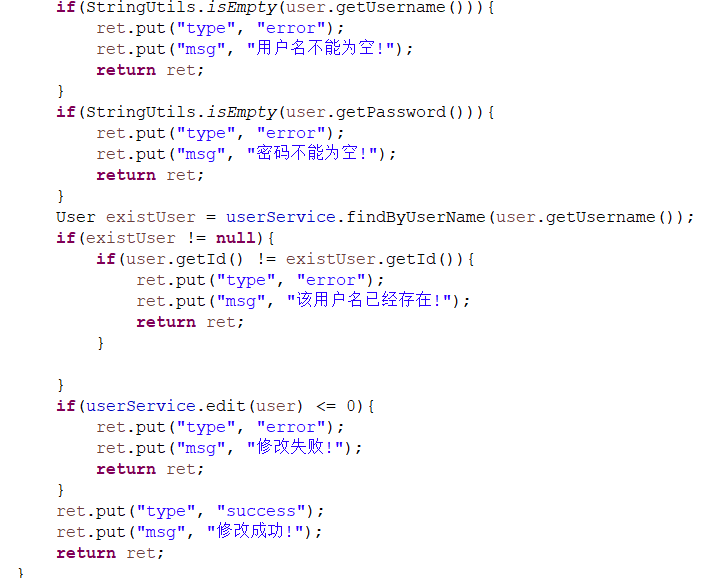 if(StringUtils.isEmpty(user.getUsername())){
ret.put("type", "error");
ret.put("msg", "用户名不能为空!");
return ret;
}
if(StringUtils.isEmpty(user.getPassword())){
ret.put("type", "error");
ret.put("msg", "密码不能为空!");
return ret;
}
User existUser = userService.findByUserName(user.getUsername());
if(existUser != null){
if(user.getId() != existUser.getId()){
ret.put("type", "error");
ret.put("msg", "该用户名已经存在!");
return ret;
}
}
if(userService.edit(user) <= 0){
ret.put("type", "error");
ret.put("msg", "修改失败!");
return ret;
}
ret.put("type", "success");
ret.put("msg", "修改成功!");
return ret;
}